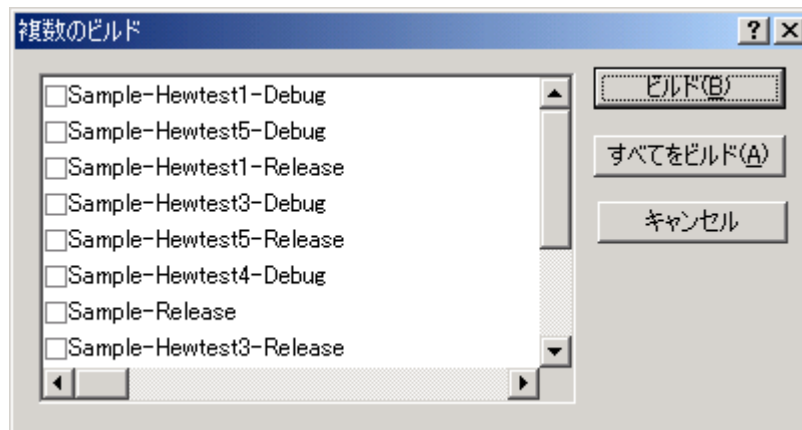 複数のビルド
Sample-Hewtest1-Debug
Sample-Hewtest5-Debug
Sample-Hewtest1-Release
Sample-Hewtest3-Debug
Sample-Hewtest5-Release
Sample-Hewtest4-Debug
Sample-Release
Sample-Hewtest3-Release
ビルド(B)
すべてをビルド(A)
キャンセル